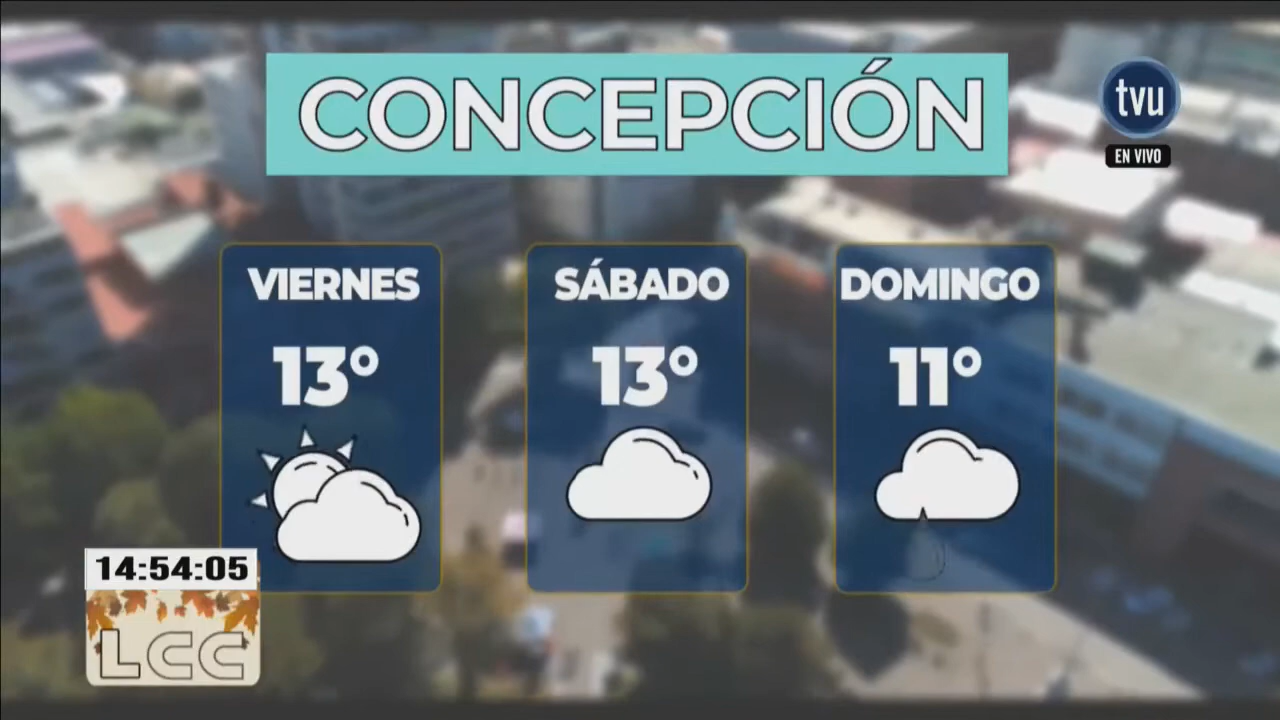 CONCEPCIÓN
tvu
EN VIVO
VIERNES
13°
SÁBADO
13°
DOMINGO
11°
14:54:05
LCC